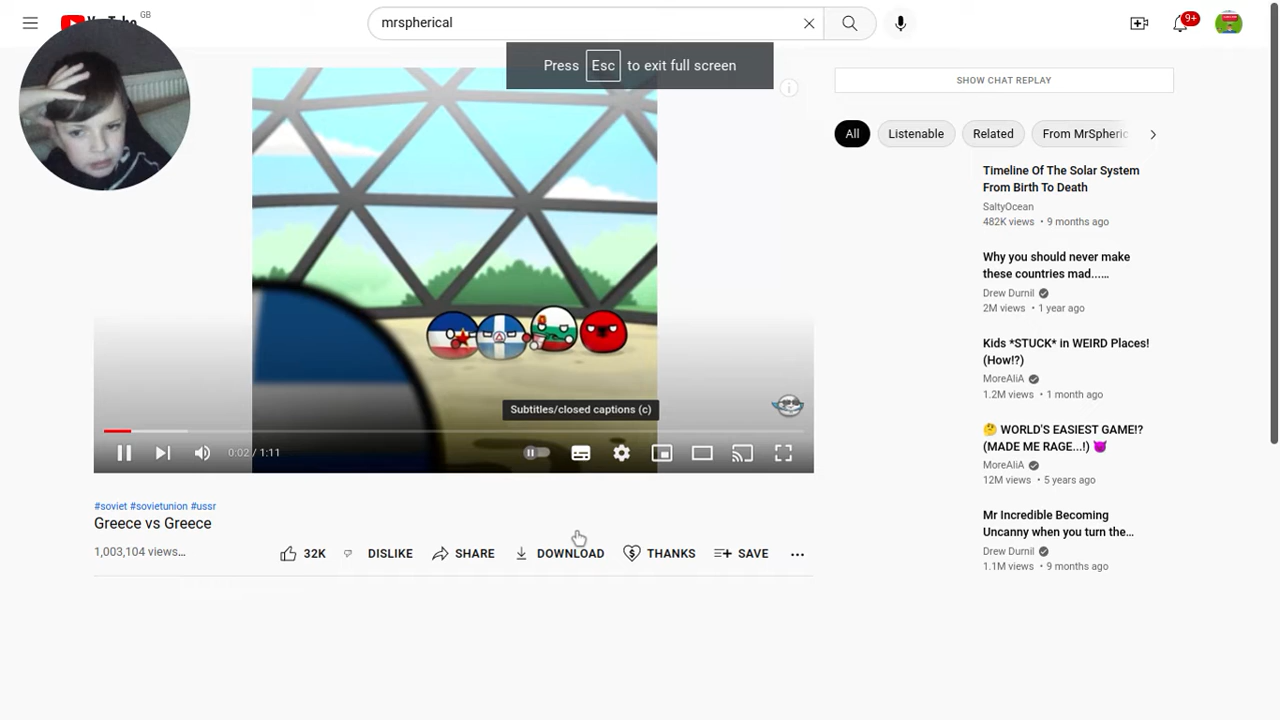 YouTube
GB
mrspherical
9+
Press Esc to exit full screen
SHOW CHAT REPLAY
All
Listenable
Related
From MrSpheric
Timeline Of The Solar System
From Birth To Death
SaltyOcean
482K views • 9 months ago
Why you should never make
these countries mad......
Drew Durnil
2M views • 1 year ago
Kids *STUCK* in WEIRD Places!
(How!?)
MoreAliA
1.2M views • 1 month ago
🤔 WORLD'S EASIEST GAME!?
(MADE ME RAGE...!) 😈
MoreAliA
12M views • 5 years ago
Mr Incredible Becoming
Uncanny when you turn the...
Drew Durnil
1.1M views • 9 months ago
Subtitles/closed captions (c)
0:02 / 1:11
#soviet #sovietunion #ussr
Greece vs Greece
1,003,104 views...
32K
DISLIKE
SHARE
DOWNLOAD
THANKS
SAVE